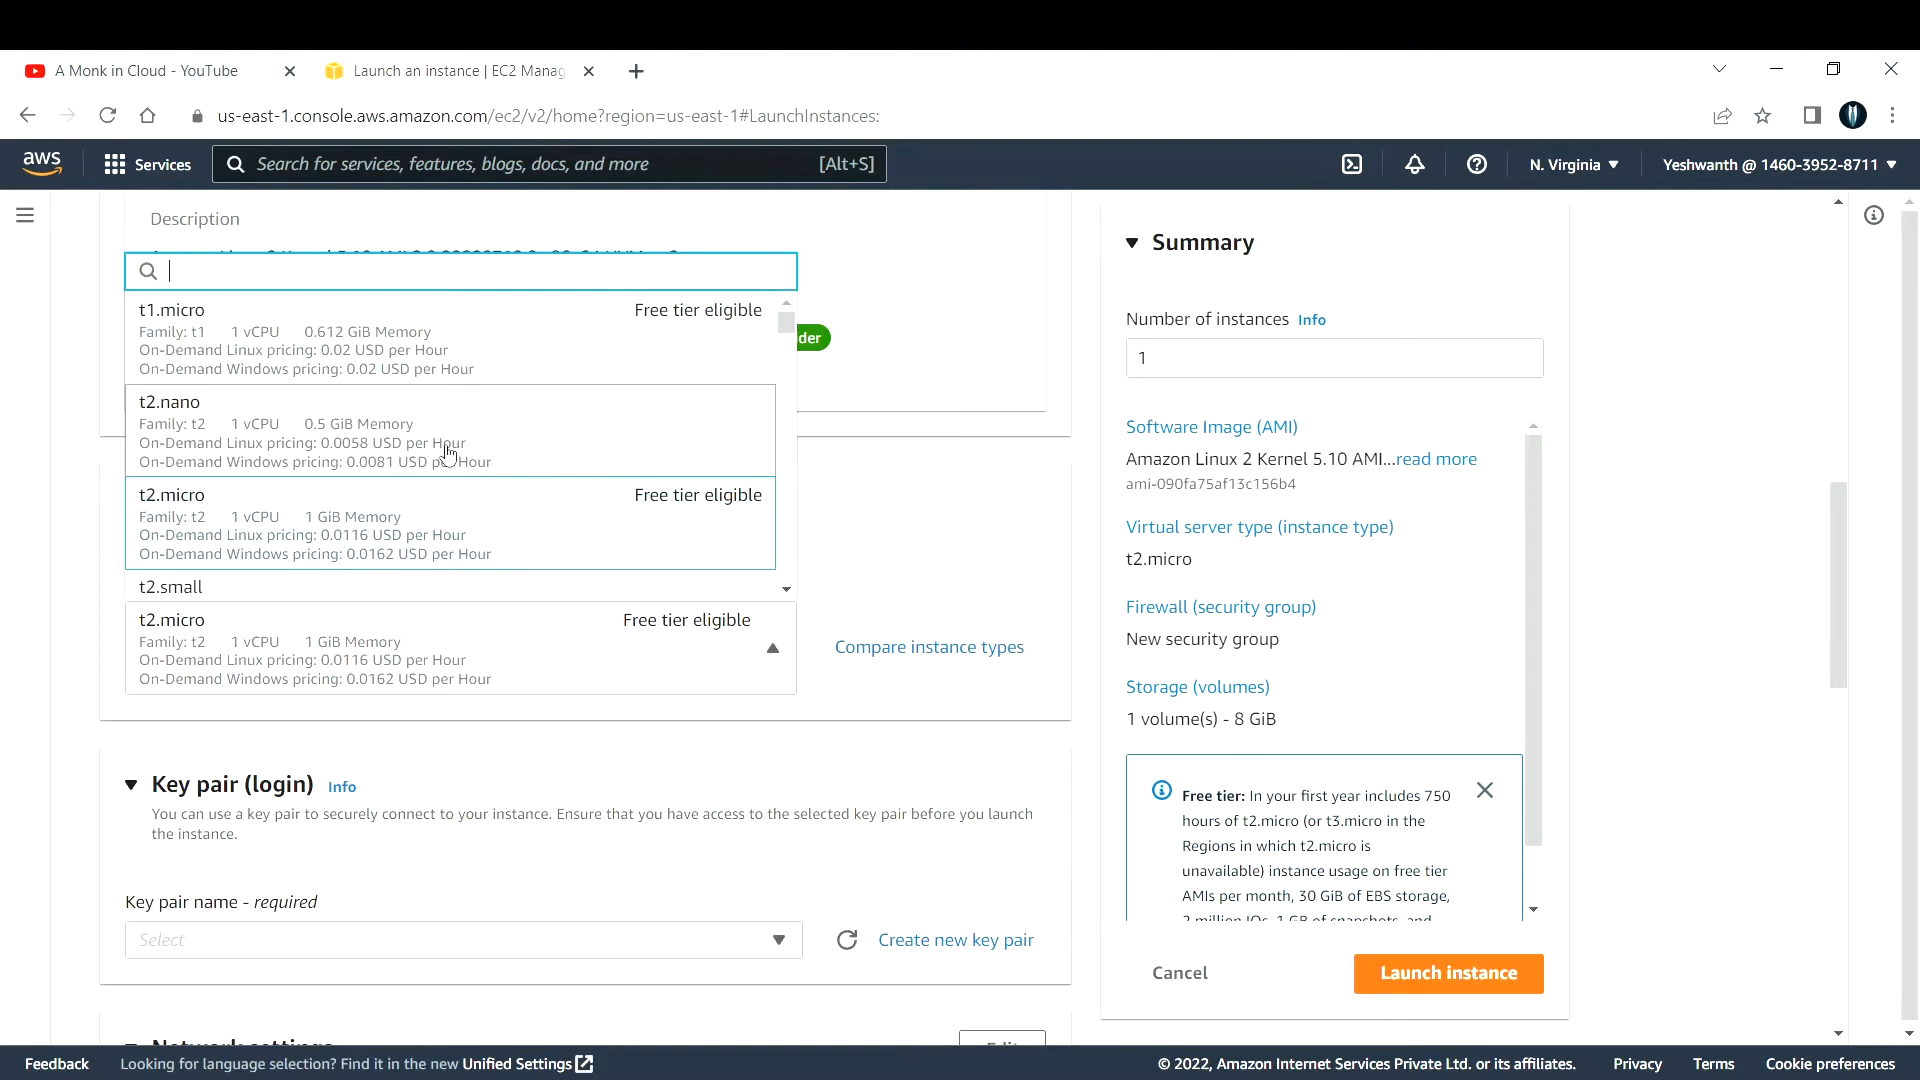 A Monk in Cloud - YouTube
Launch an instance | EC2 Manag
us-east-1.console.aws.amazon.com/ec2/v2/home?region=us-east-1#LaunchInstances:
aws
Services
Search for services, features, blogs, docs, and more
[Alt+S]
N. Virginia
Yeshwanth @ 1460-3952-8711
Description
t1.micro
Free tier eligible
Family: t1 1 vCPU 0.612 GiB Memory
On-Demand Linux pricing: 0.02 USD per Hour
On-Demand Windows pricing: 0.02 USD per Hour
der
t2.nano
Family: t2 1 vCPU 0.5 GiB Memory
On-Demand Linux pricing: 0.0058 USD per Hour
On-Demand Windows pricing: 0.0081 USD per Hour
t2.micro
Free tier eligible
Family: t2 1 vCPU 1 GiB Memory
On-Demand Linux pricing: 0.0116 USD per Hour
On-Demand Windows pricing: 0.0162 USD per Hour
t2.small
t2.micro
Free tier eligible
Family: t2 1 vCPU 1 GiB Memory
On-Demand Linux pricing: 0.0116 USD per Hour
On-Demand Windows pricing: 0.0162 USD per Hour
Compare instance types
Key pair (login) Info
You can use a key pair to securely connect to your instance. Ensure that you have access to the selected key pair before you launch
the instance.
Key pair name - required
Select
Create new key pair
Summary
Number of instances Info
1
Software Image (AMI)
Amazon Linux 2 Kernel 5.10 AMI...read more
ami-090fa75af13c156b4
Virtual server type (instance type)
t2.micro
Firewall (security group)
New security group
Storage (volumes)
1 volume(s) - 8 GiB
Free tier: In your first year includes 750
hours of t2.micro (or t3.micro in the
Regions in which t2.micro is
unavailable) instance usage on free tier
AMIs per month, 30 GiB of EBS storage,
2 million IOs, 1 GB of snapshots, and
Cancel
Launch instance
Network settings
Edit
Feedback
Looking for language selection? Find it in the new Unified Settings
© 2022, Amazon Internet Services Private Ltd. or its affiliates.
Privacy
Terms
Cookie preferences